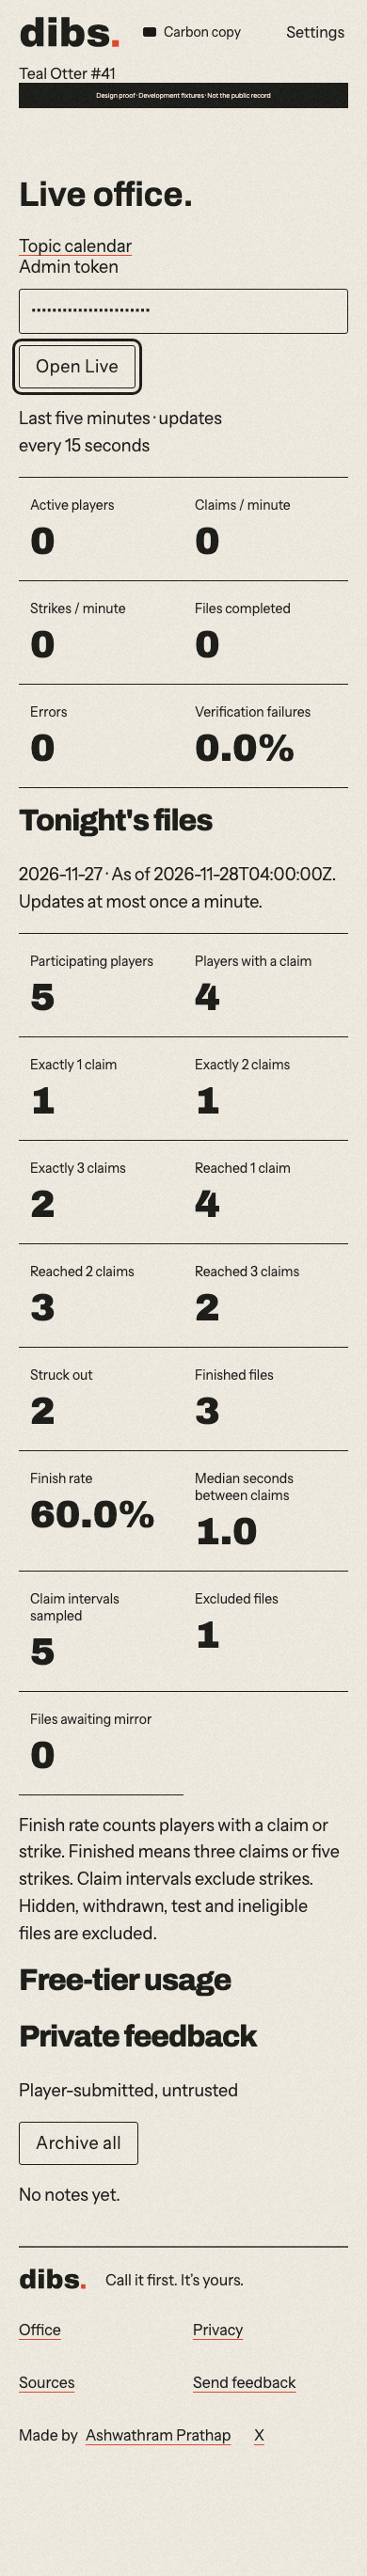 dibs. Carbon copy Settings
Teal Otter #41
Design proof · Development fixtures · Not the public record
Live office.
Topic calendar
Admin token
•••••••••••••••••••••••
Open Live
Last five minutes · updates
every 15 seconds
Active players Claims / minute
0 0
Strikes / minute Files completed
0 0
Errors Verification failures
0 0.0%
Tonight's files
2026-11-27 · As of 2026-11-28T04:00:00Z.
Updates at most once a minute.
Participating players Players with a claim
5 4
Exactly 1 claim Exactly 2 claims
1 1
Exactly 3 claims Reached 1 claim
2 4
Reached 2 claims Reached 3 claims
3 2
Struck out Finished files
2 3
Finish rate Median seconds
between claims
60.0% 1.0
Claim intervals Excluded files
sampled
5 1
Files awaiting mirror
0
Finish rate counts players with a claim or
strike. Finished means three claims or five
strikes. Claim intervals exclude strikes.
Hidden, withdrawn, test and ineligible
files are excluded.
Free-tier usage
Private feedback
Player-submitted, untrusted
Archive all
No notes yet.
dibs. Call it first. It's yours.
Office Privacy
Sources Send feedback
Made by Ashwathram Prathap X